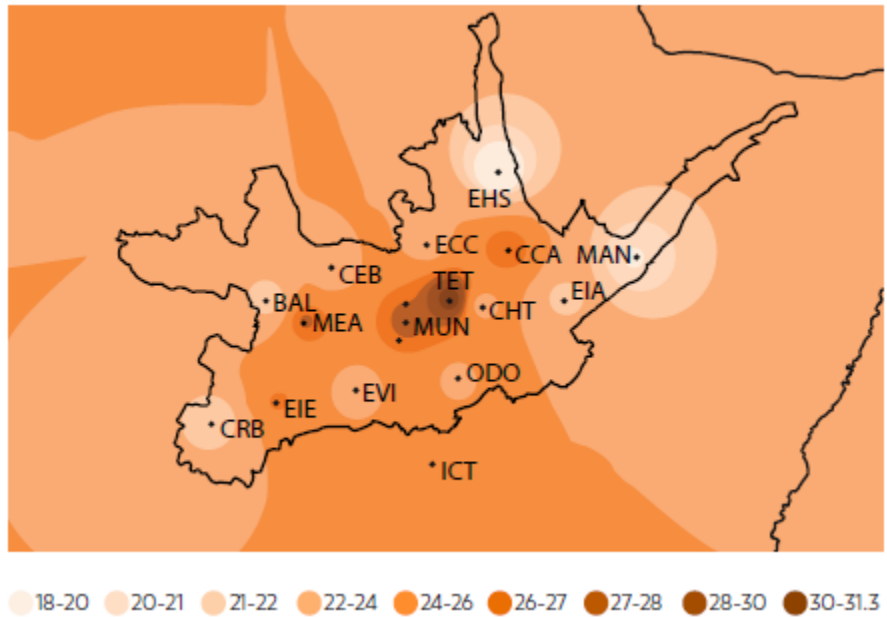 EHS
ECC
CCA
MAN
CEB
TET
EIA
BAL
CHT
MEA
MUN
ODO
EVI
EIE
CRB
ICT
18-20 20-21 21-22 22-24 24-26 26-27 27-28 28-30 30-31.3